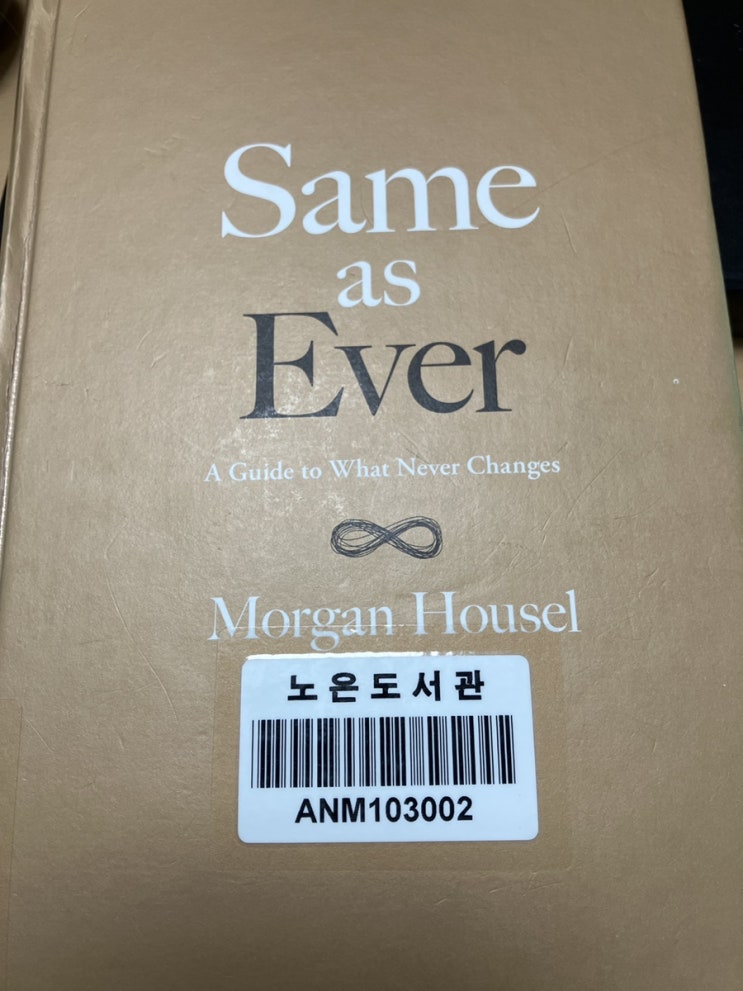 Same
as
Ever
A Guide to What Never Changes
Morgan Housel
노은도서관
ANM103002